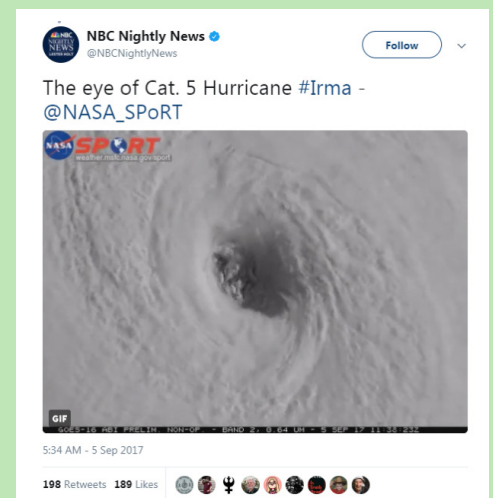 NBC Nightly News
@NBCNightlyNews
Follow
The eye of Cat. 5 Hurricane #Irma -
@NASA_SPoRT
NASA SPORT
weather.msfc.nasa.gov/sport
GIF
GOES-16 ABI PRELIM. NON-OP. - BAND 2, 0.64 UM - 5 SEP 17 11:38:23Z
5:34 AM - 5 Sep 2017
198 Retweets 189 Likes